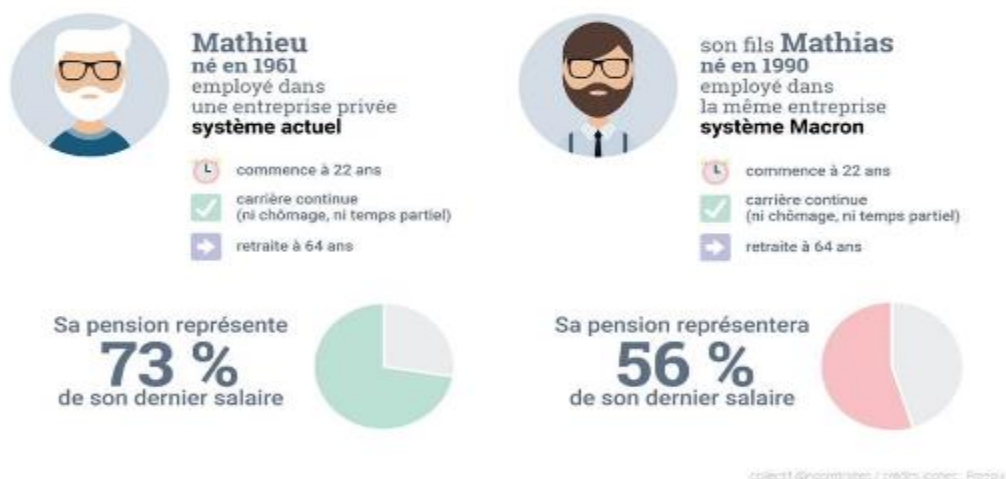 Mathieu
né en 1961
employé dans
une entreprise privée
système actuel
commence à 22 ans
carrière continue
(ni chômage, ni temps partiel)
retraite à 64 ans
Sa pension représente
73 %
de son dernier salaire
son fils Mathias
né en 1990
employé dans
la même entreprise
système Macron
commence à 22 ans
carrière continue
(ni chômage, ni temps partiel)
retraite à 64 ans
Sa pension représentera
56 %
de son dernier salaire